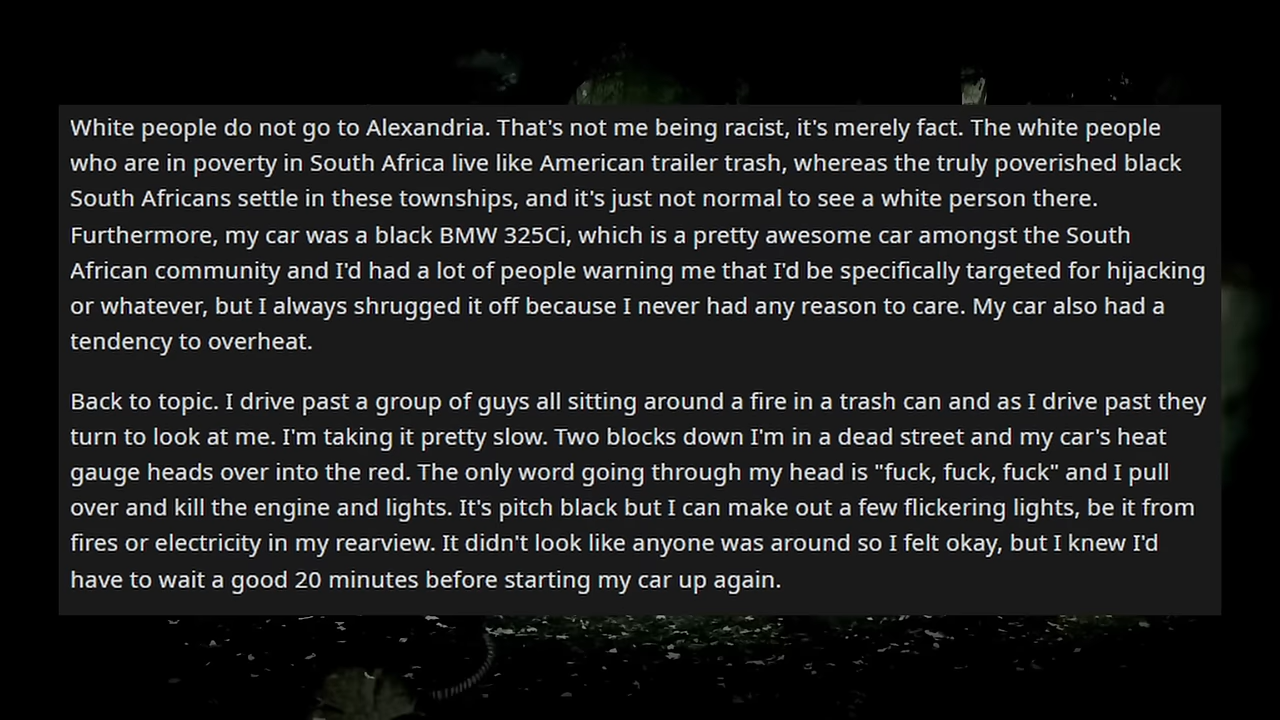 White people do not go to Alexandria. That's not me being racist, it's merely fact. The white people
who are in poverty in South Africa live like American trailer trash, whereas the truly poverished black
South Africans settle in these townships, and it's just not normal to see a white person there.
Furthermore, my car was a black BMW 325Ci, which is a pretty awesome car amongst the South
African community and I'd had a lot of people warning me that I'd be specifically targeted for hijacking
or whatever, but I always shrugged it off because I never had any reason to care. My car also had a
tendency to overheat.
Back to topic. I drive past a group of guys all sitting around a fire in a trash can and as I drive past they
turn to look at me. I'm taking it pretty slow. Two blocks down I'm in a dead street and my car's heat
gauge heads over into the red. The only word going through my head is "fuck, fuck, fuck" and I pull
over and kill the engine and lights. It's pitch black but I can make out a few flickering lights, be it from
fires or electricity in my rearview. It didn't look like anyone was around so I felt okay, but I knew I'd
have to wait a good 20 minutes before starting my car up again.